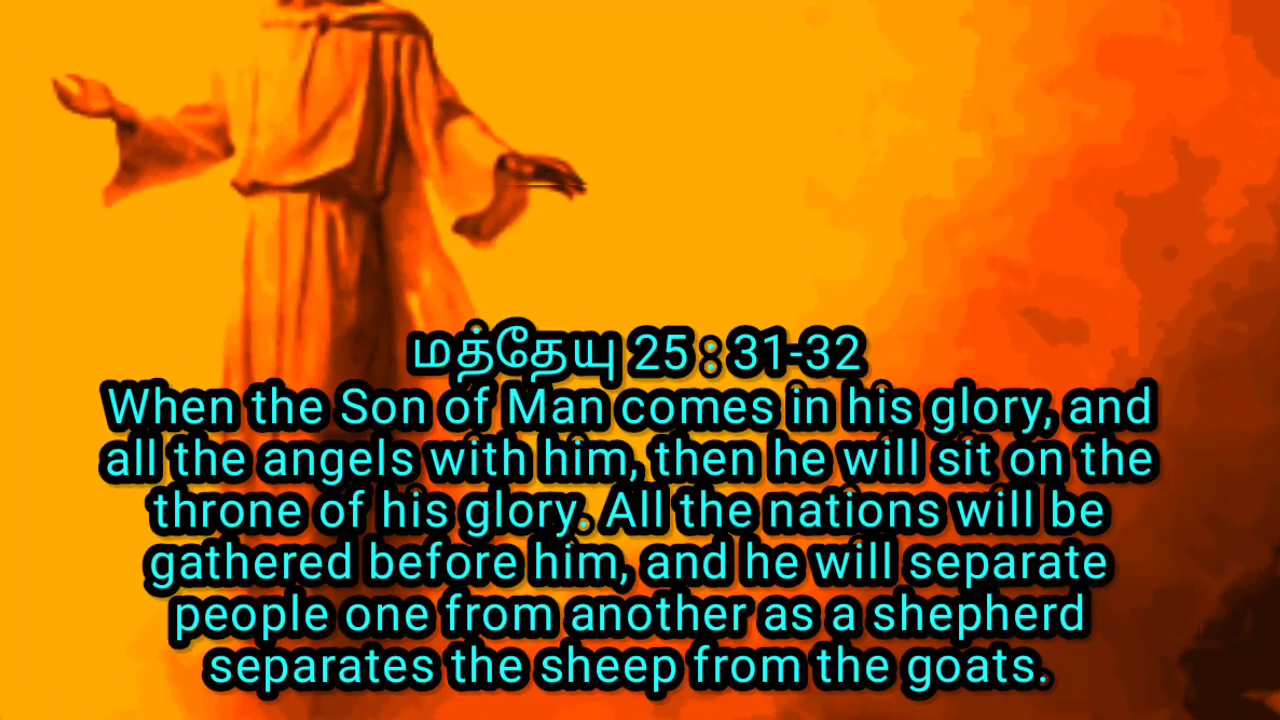 மத்தேயு 25 : 31-32
When the Son of Man comes in his glory, and
all the angels with him, then he will sit on the
throne of his glory. All the nations will be
gathered before him, and he will separate
people one from another as a shepherd
separates the sheep from the goats.